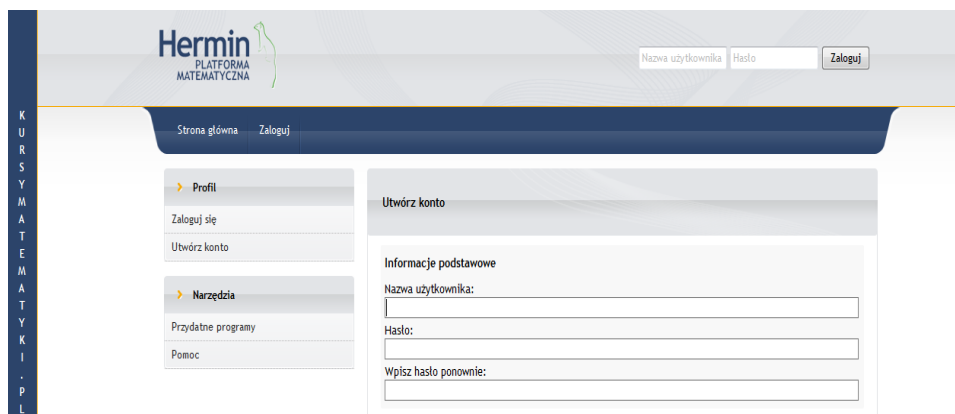 Hermin
PLATFORMA
MATEMATYCZNA
Nazwa użytkownika Hasło Zaloguj
KURSYMATEMATYKI.PL
Strona główna Zaloguj
Profil
Zaloguj się
Utwórz konto
Narzędzia
Przydatne programy
Pomoc
Utwórz konto
Informacje podstawowe
Nazwa użytkownika:
Hasło:
Wpisz hasło ponownie: